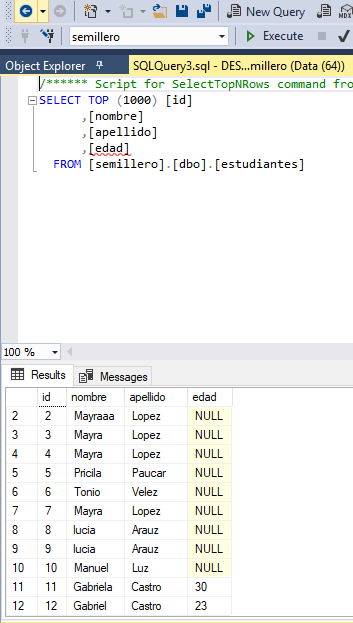 New Query
MDX
semillero
Execute
Object Explorer
SQLQuery3.sql - DES...millero (Data (64))
/****** Script for SelectTopNRows command fro
SELECT TOP (1000) [id]
,[nombre]
,[apellido]
,[edad]
FROM [semillero].[dbo].[estudiantes]
100 %
Results Messages
id nombre apellido edad
2 2 Mayraaa Lopez NULL
3 3 Mayra Lopez NULL
4 4 Mayra Lopez NULL
5 5 Pricila Paucar NULL
6 6 Tonio Velez NULL
7 7 Mayra Lopez NULL
8 8 lucia Arauz NULL
9 9 lucia Arauz NULL
10 10 Manuel Luz NULL
11 11 Gabriela Castro 30
12 12 Gabriel Castro 23